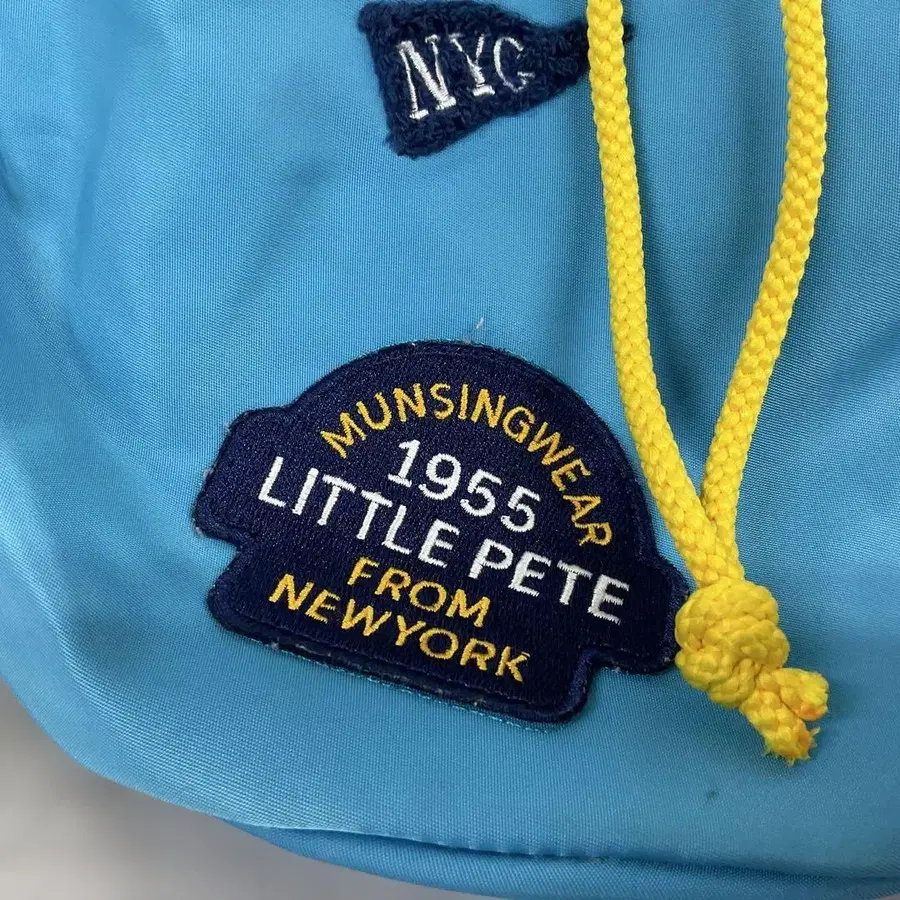 NYC
MUNSINGWEAR
1955
LITTLE PETE
FROM
NEWYORK